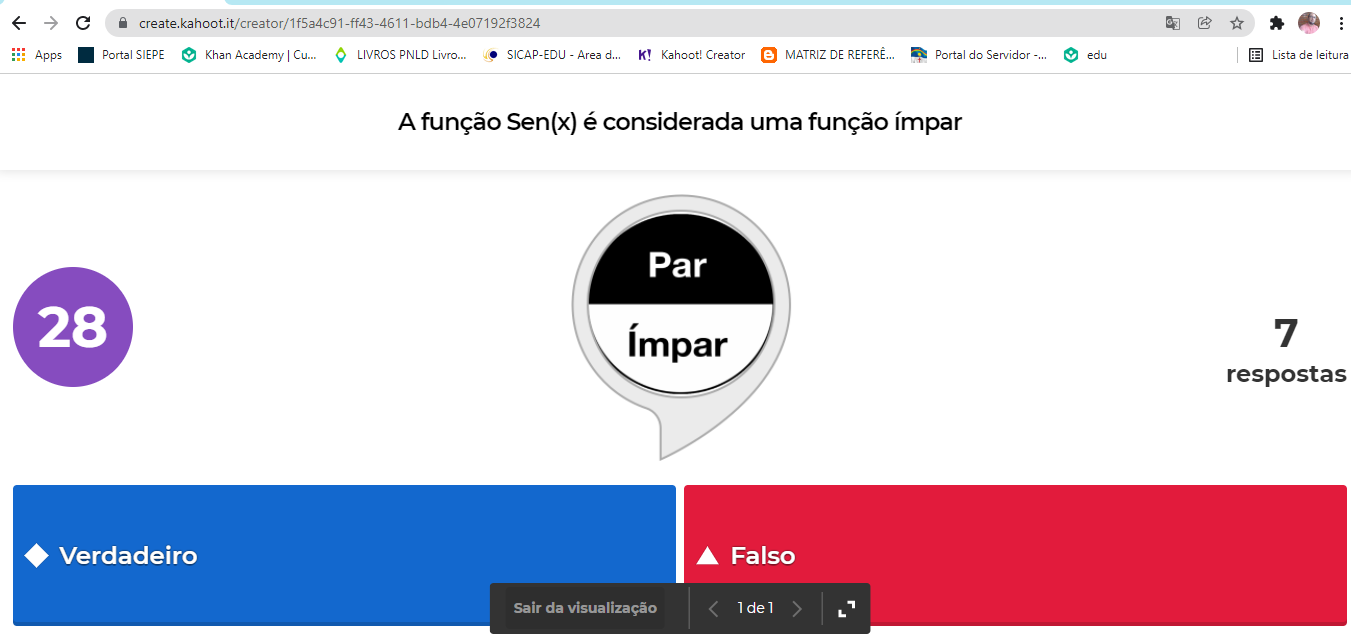 create.kahoot.it/creator/1f5a4c91-ff43-4611-bdb4-4e07192f3824
Apps Portal SIEPE Khan Academy | Cu... LIVROS PNLD Livro... SICAP-EDU - Area d... K! Kahoot! Creator MATRIZ DE REFERÊ... Portal do Servidor -... edu Lista de leitura
A função Sen(x) é considerada uma função ímpar
Par
Ímpar
28
7
respostas
Verdadeiro
Falso
Sair da visualização 1 de 1